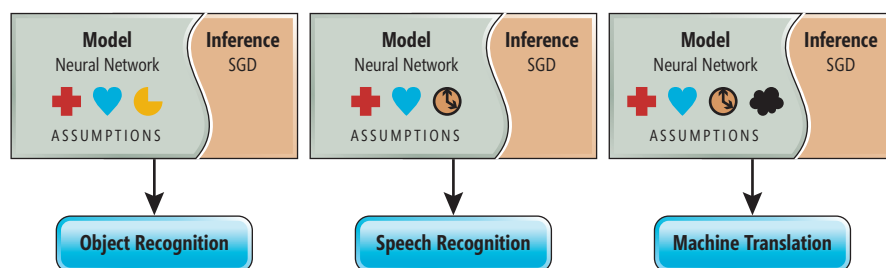 Model
Neural Network
ASSUMPTIONS
Inference
SGD
Object Recognition
Model
Neural Network
ASSUMPTIONS
Inference
SGD
Speech Recognition
Model
Neural Network
ASSUMPTIONS
Inference
SGD
Machine Translation